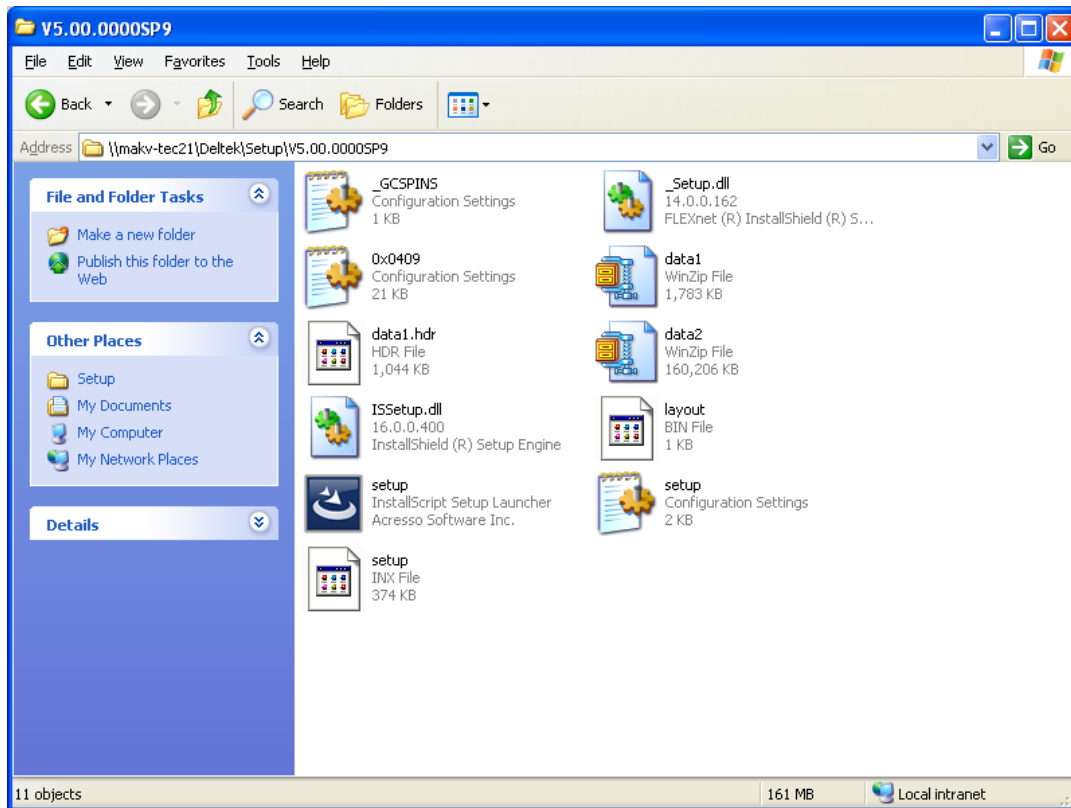 V5.00.0000SP9
File Edit View Favorites Tools Help
Back Search Folders
Address \\makv-tec21\Deltek\Setup\V5.00.0000SP9 Go
File and Folder Tasks
Make a new folder
Publish this folder to the
Web
Other Places
Setup
My Documents
My Computer
My Network Places
Details
_GCSPINS
Configuration Settings
1 KB
_Setup.dll
14.0.0.162
FLEXnet (R) InstallShield (R) S...
0x0409
Configuration Settings
21 KB
data1
WinZip File
1,783 KB
data1.hdr
HDR File
1,044 KB
data2
WinZip File
160,206 KB
ISSetup.dll
16.0.0.400
InstallShield (R) Setup Engine
layout
BIN File
1 KB
setup
InstallScript Setup Launcher
Acresso Software Inc.
setup
Configuration Settings
2 KB
setup
INX File
374 KB
11 objects 161 MB Local intranet